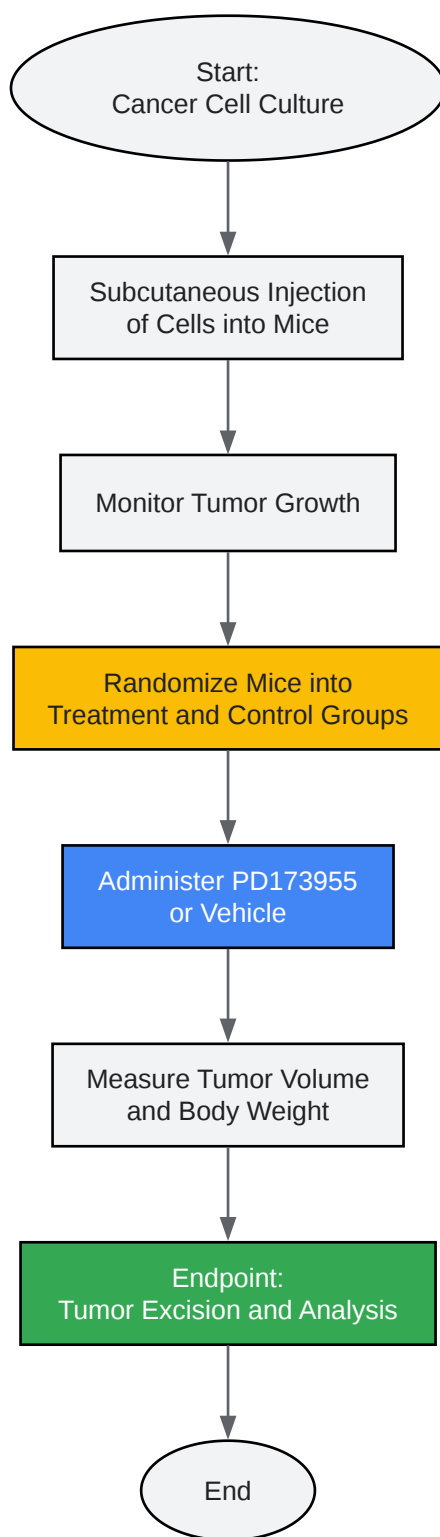 Start:
Cancer Cell Culture
Subcutaneous Injection
of Cells into Mice
Monitor Tumor Growth
Randomize Mice into
Treatment and Control Groups
Administer PD173955
or Vehicle
Measure Tumor Volume
and Body Weight
Endpoint:
Tumor Excision and Analysis
End